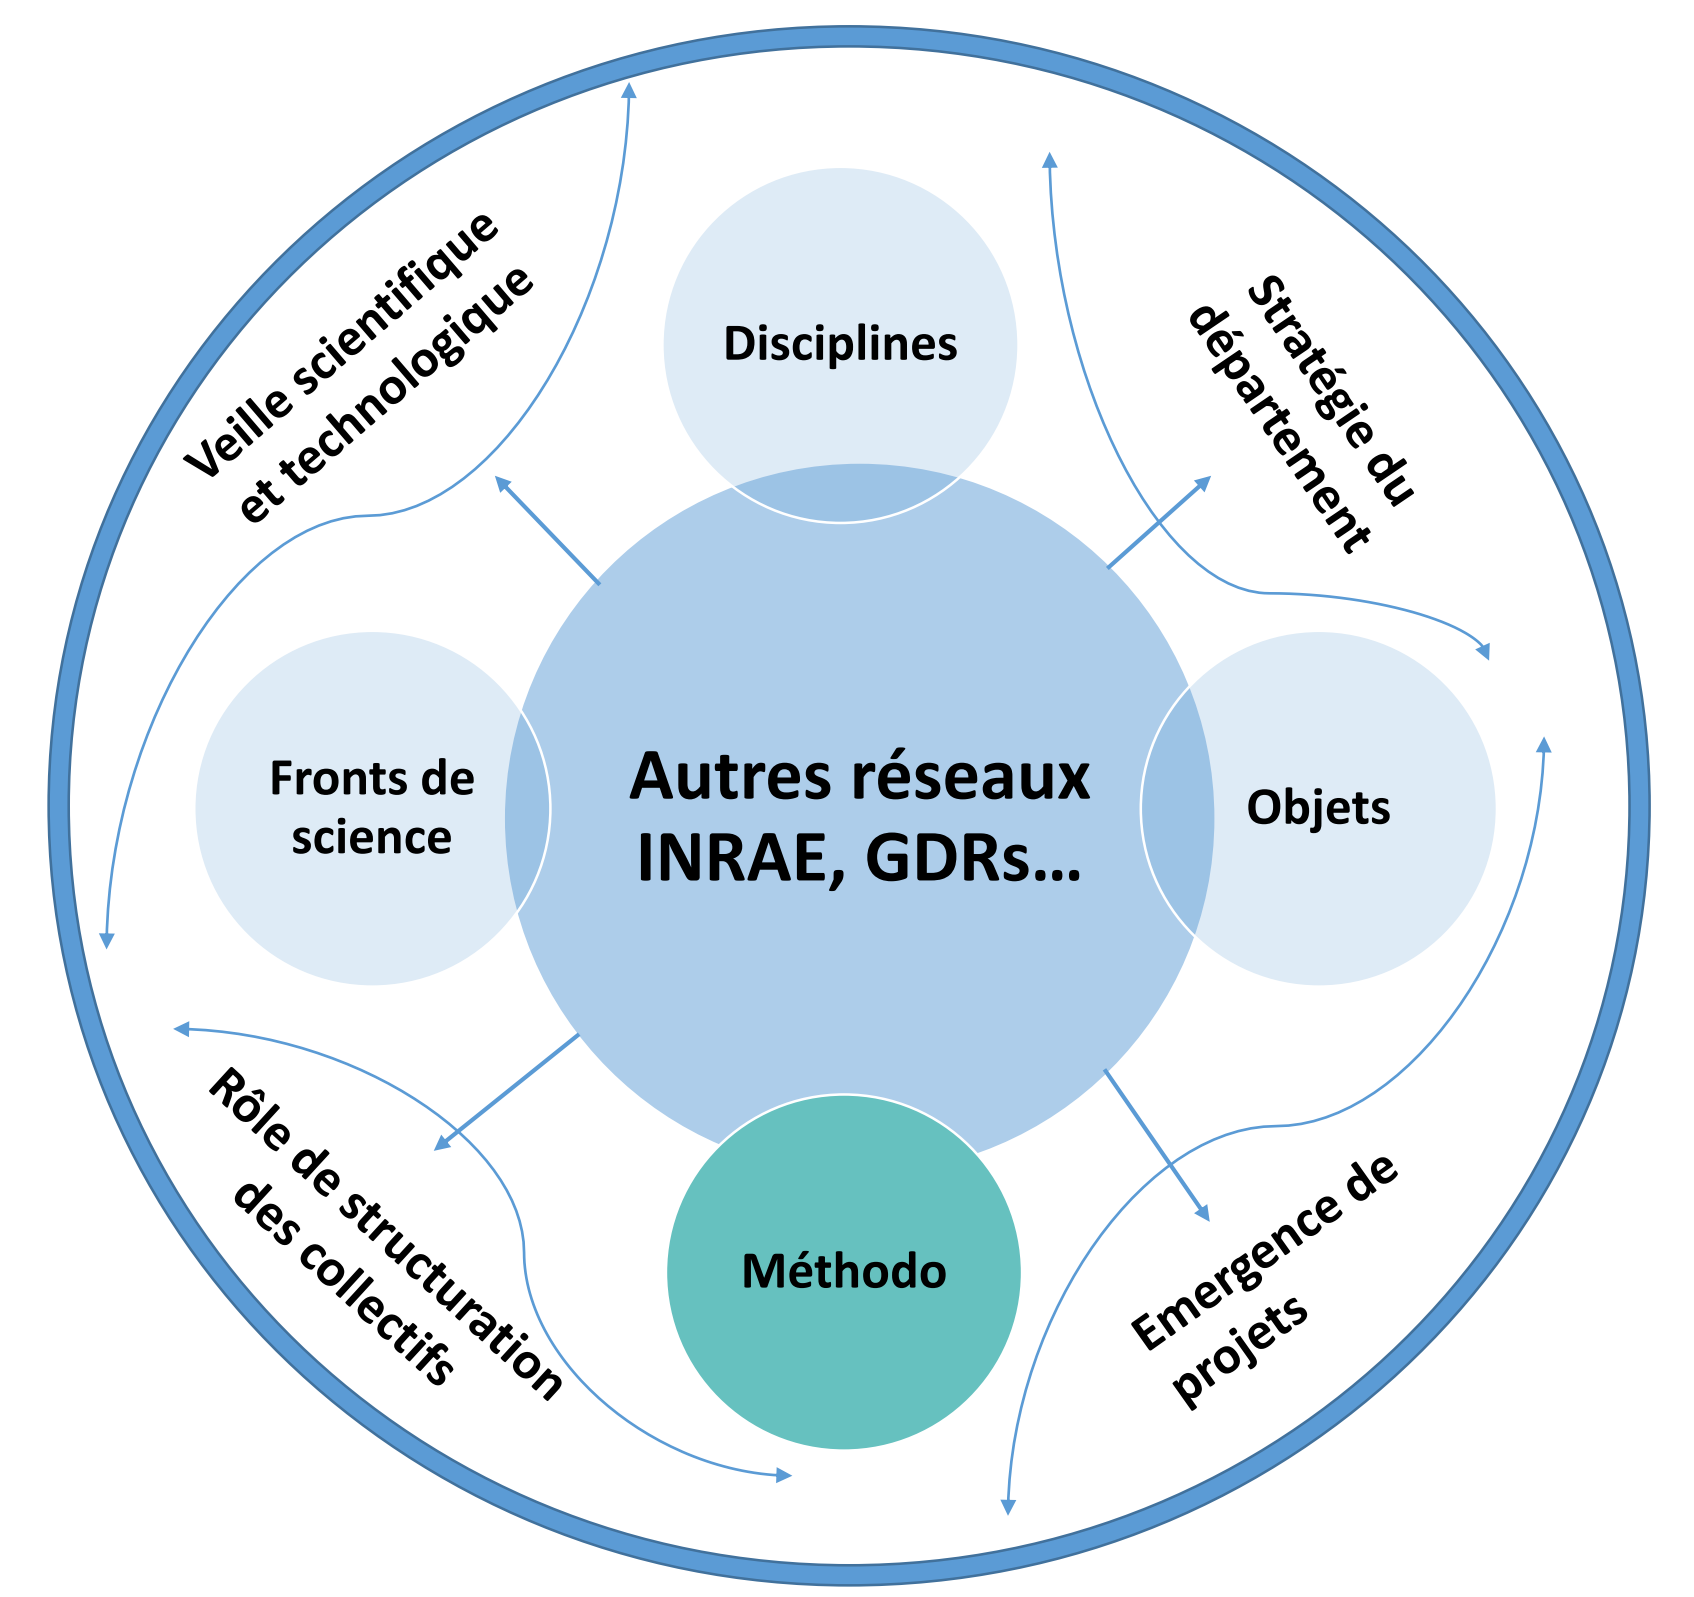 Veille scientifique
et technologique
Disciplines
Stratégie du
département
Fronts de
science
Autres réseaux
INRAE, GDRs...
Objets
Rôle de structuration
des collectifs
Méthodo
Emergence de
projets